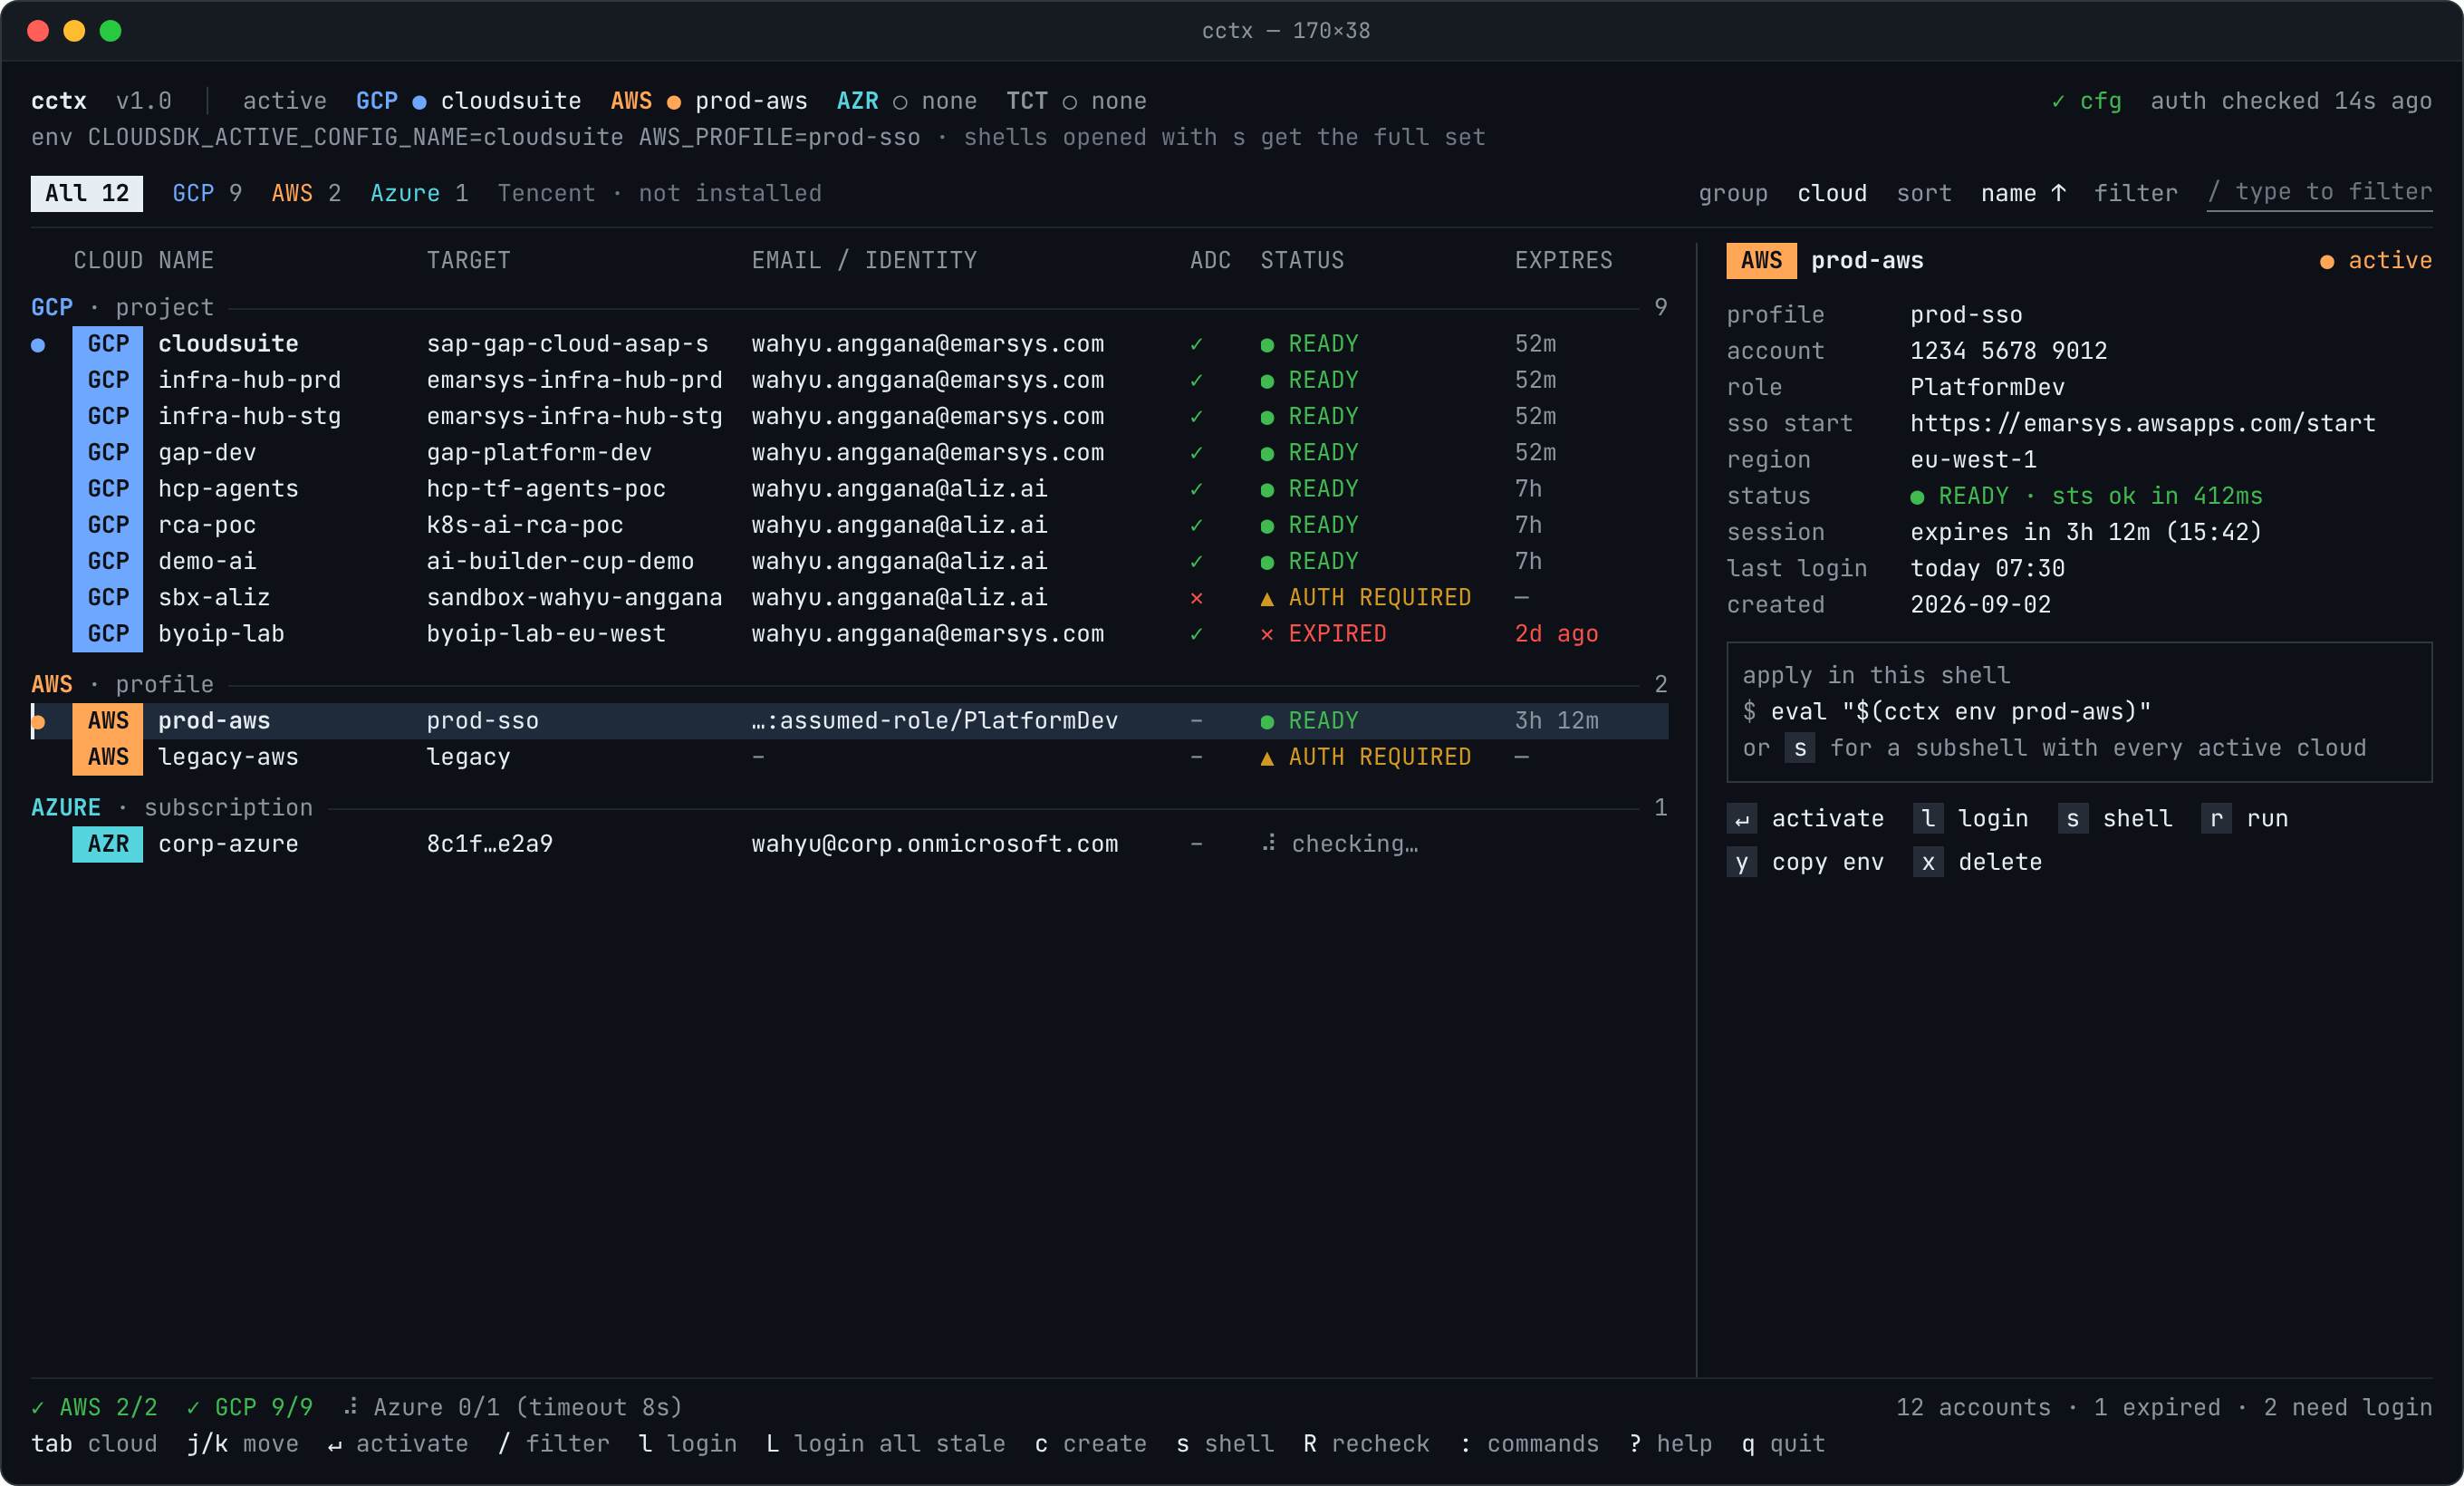 cctx — 170×38
cctx v1.0 │ active GCP ● cloudsuite AWS ● prod-aws AZR ○ none TCT ○ none ✓ cfg auth checked 14s ago
env CLOUDSDK_ACTIVE_CONFIG_NAME=cloudsuite AWS_PROFILE=prod-sso · shells opened with s get the full set
All 12 GCP 9 AWS 2 Azure 1 Tencent · not installed group cloud sort name ↑ filter / type to filter
CLOUD NAME TARGET EMAIL / IDENTITY ADC STATUS EXPIRES
GCP · project 9
● GCP cloudsuite sap-gap-cloud-asap-s wahyu.anggana@emarsys.com ✓ ● READY 52m
GCP infra-hub-prd emarsys-infra-hub-prd wahyu.anggana@emarsys.com ✓ ● READY 52m
GCP infra-hub-stg emarsys-infra-hub-stg wahyu.anggana@emarsys.com ✓ ● READY 52m
GCP gap-dev gap-platform-dev wahyu.anggana@emarsys.com ✓ ● READY 52m
GCP hcp-agents hcp-tf-agents-poc wahyu.anggana@aliz.ai ✓ ● READY 7h
GCP rca-poc k8s-ai-rca-poc wahyu.anggana@aliz.ai ✓ ● READY 7h
GCP demo-ai ai-builder-cup-demo wahyu.anggana@aliz.ai ✓ ● READY 7h
GCP sbx-aliz sandbox-wahyu-anggana wahyu.anggana@aliz.ai × ▲ AUTH REQUIRED —
GCP byoip-lab byoip-lab-eu-west wahyu.anggana@emarsys.com ✓ × EXPIRED 2d ago
AWS · profile 2
● AWS prod-aws prod-sso …:assumed-role/PlatformDev – ● READY 3h 12m
AWS legacy-aws legacy – – ▲ AUTH REQUIRED —
AZURE · subscription 1
AZR corp-azure 8c1f…e2a9 wahyu@corp.onmicrosoft.com – ⠼ checking…
AWS prod-aws ● active
profile prod-sso
account 1234 5678 9012
role PlatformDev
sso start https://emarsys.awsapps.com/start
region eu-west-1
status ● READY · sts ok in 412ms
session expires in 3h 12m (15:42)
last login today 07:30
created 2026-09-02
apply in this shell
$ eval "$(cctx env prod-aws)"
or s for a subshell with every active cloud
↵ activate l login s shell r run
y copy env x delete
✓ AWS 2/2 ✓ GCP 9/9 ⠼ Azure 0/1 (timeout 8s) 12 accounts · 1 expired · 2 need login
tab cloud j/k move ↵ activate / filter l login L login all stale c create s shell R recheck : commands ? help q quit